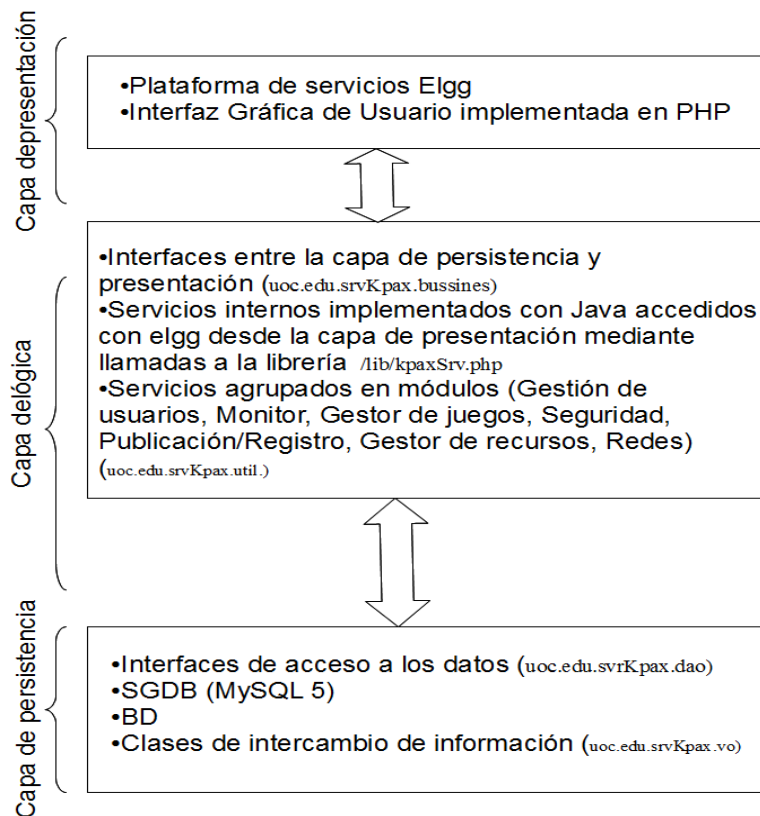 Capa depresentación
•Plataforma de servicios Elgg
•Interfaz Gráfica de Usuario implementada en PHP
Capa delógica
•Interfaces entre la capa de persistencia y
presentación (uoc.edu.srvKpax.bussines)
•Servicios internos implementados con Java accedidos
con elgg desde la capa de presentación mediante
llamadas a la librería /lib/kpaxSrv.php
•Servicios agrupados en módulos (Gestión de
usuarios, Monitor, Gestor de juegos, Seguridad,
Publicación/Registro, Gestor de recursos, Redes)
(uoc.edu.srvKpax.util.)
Capa de persistencia
•Interfaces de acceso a los datos (uoc.edu.svrKpax.dao)
•SGDB (MySQL 5)
•BD
•Clases de intercambio de información (uoc.edu.srvKpax.vo)